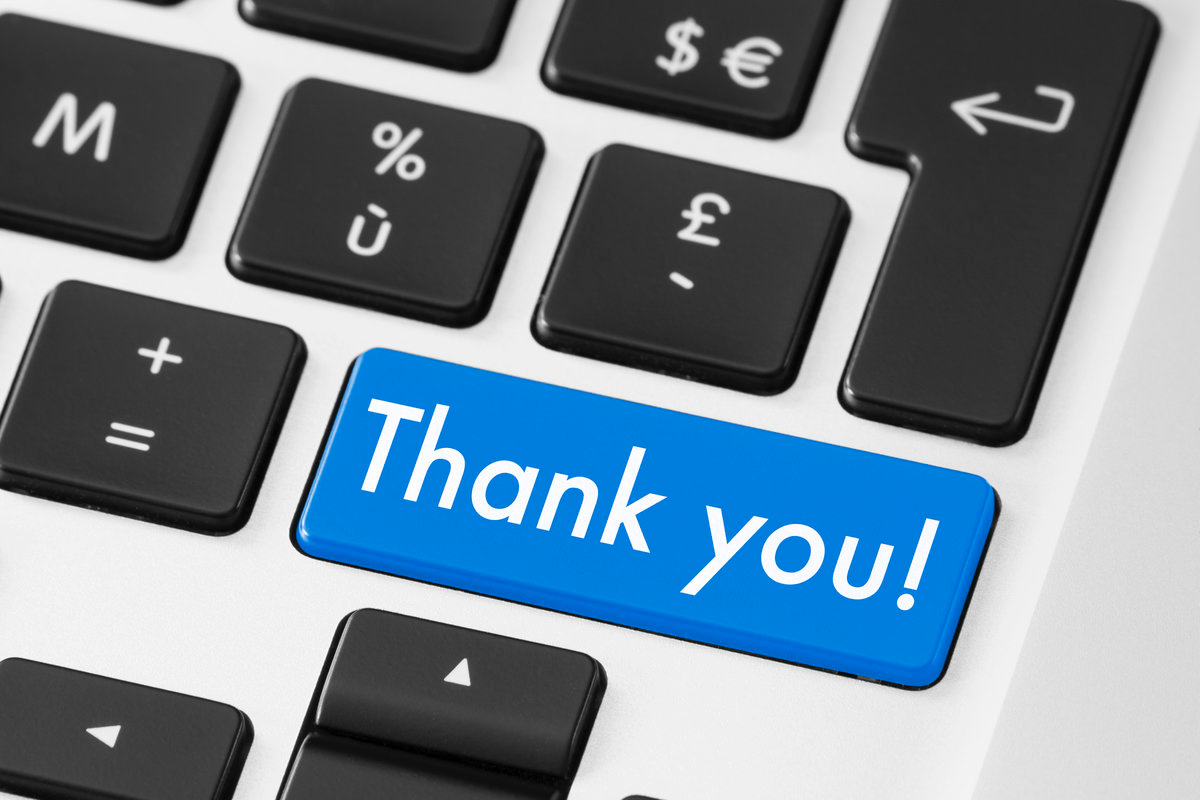 $ €
M
%
ù
£
`
+
=
Thank you!